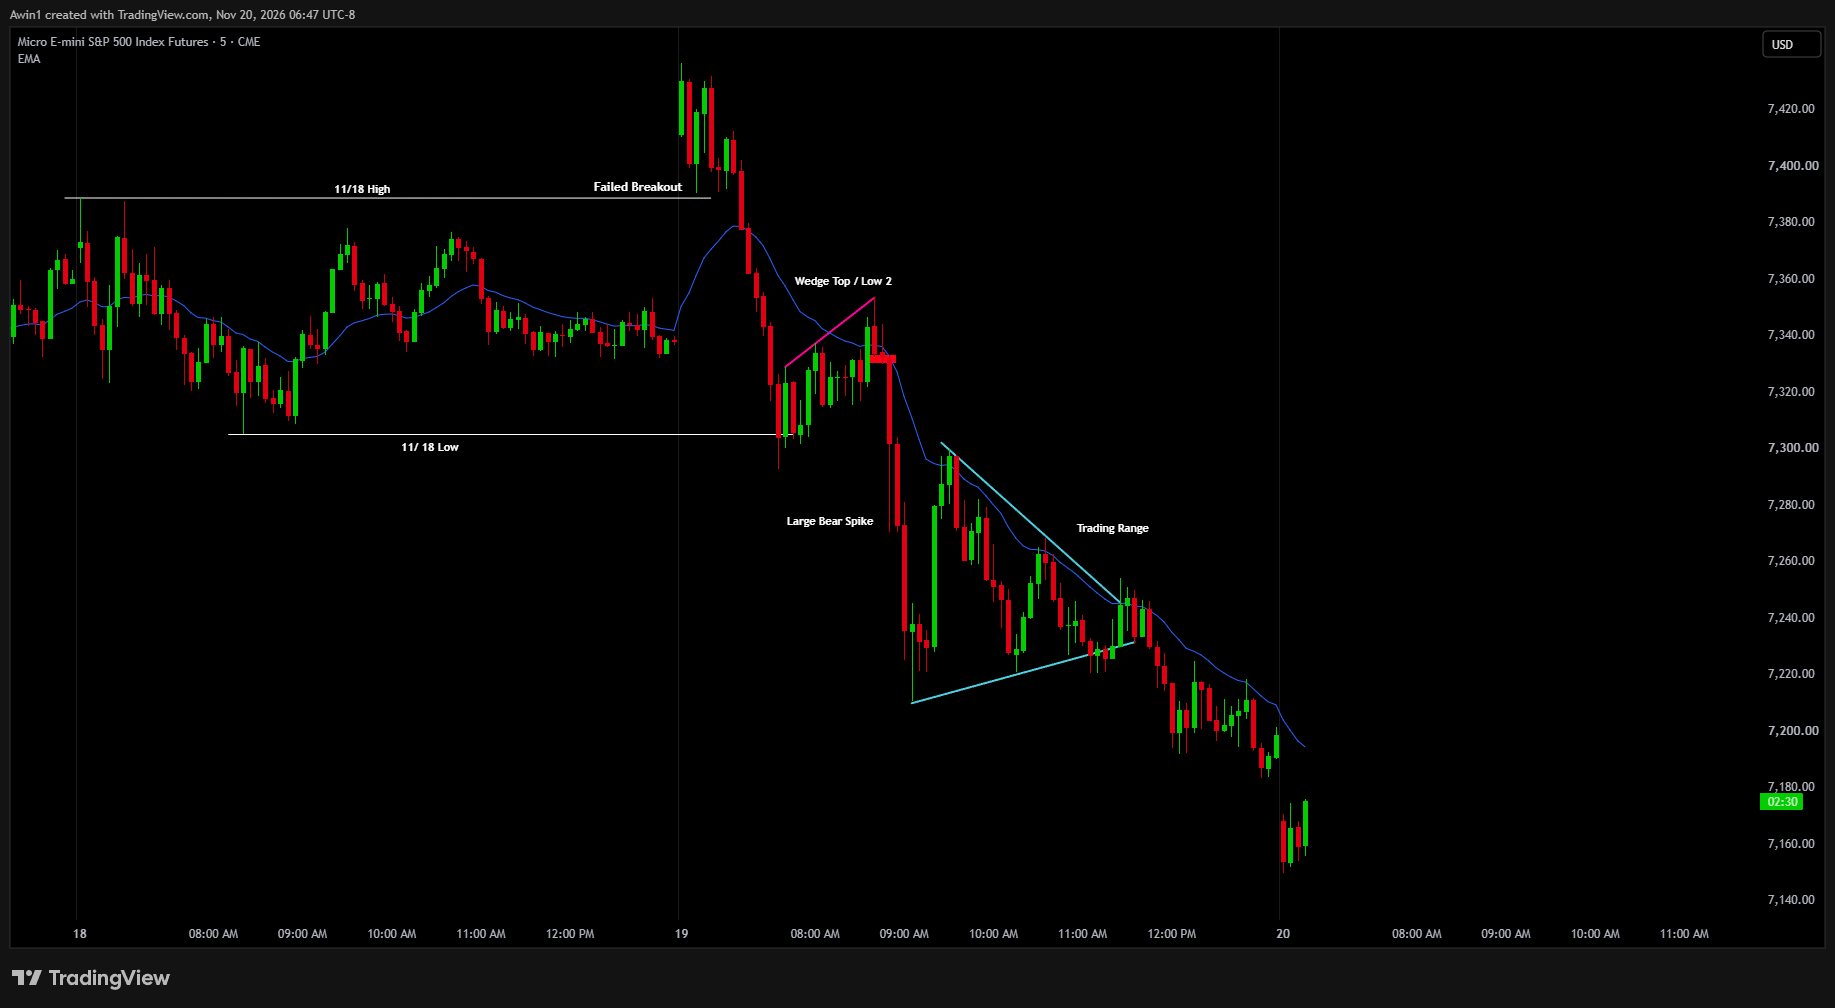 Awin1 created with TradingView.com, Nov 20, 2026 06:47 UTC-8
Micro E-mini S&P 500 Index Futures · 5 · CME
EMA
USD
7,420.00
7,400.00
7,380.00
7,360.00
7,340.00
7,320.00
7,300.00
7,280.00
7,260.00
7,240.00
7,220.00
7,200.00
7,180.00
02:30
7,160.00
7,140.00
11/18 High
Failed Breakout
Wedge Top / Low 2
11/ 18 Low
Large Bear Spike
Trading Range
18 08:00 AM 09:00 AM 10:00 AM 11:00 AM 12:00 PM 19 08:00 AM 09:00 AM 10:00 AM 11:00 AM 12:00 PM 20 08:00 AM 09:00 AM 10:00 AM 11:00 AM
TradingView